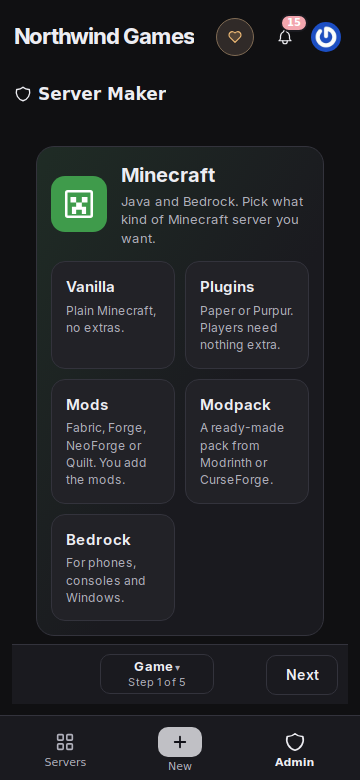 Northwind Games
15
Server Maker
Minecraft
Java and Bedrock. Pick what
kind of Minecraft server you
want.
Vanilla
Plain Minecraft,
no extras.
Plugins
Paper or Purpur.
Players need
nothing extra.
Mods
Fabric, Forge,
NeoForge or
Quilt. You add
the mods.
Modpack
A ready-made
pack from
Modrinth or
CurseForge.
Bedrock
For phones,
consoles and
Windows.
Game ▾
Step 1 of 5
Next
Servers
New
Admin